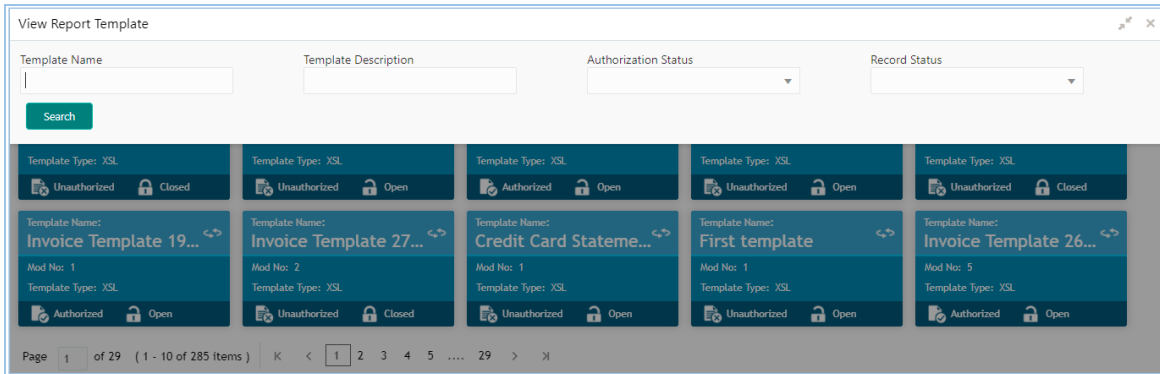 View Report Template
Template Name Template Description Authorization Status Record Status
Search
Template Type: XSL Template Type: XSL Template Type: XSL Template Type: XSL Template Type: XSL
Unauthorized Closed Unauthorized Open Authorized Open Unauthorized Open Unauthorized Closed
Template Name: Template Name: Template Name: Template Name: Template Name:
Invoice Template 19... Invoice Template 27... Credit Card Stateme... First template Invoice Template 26...
Mod No: 1 Mod No: 2 Mod No: 1 Mod No: 1 Mod No: 5
Template Type: XSL Template Type: XSL Template Type: XSL Template Type: XSL Template Type: XSL
Authorized Open Unauthorized Closed Unauthorized Open Unauthorized Open Authorized Open
Page 1 of 29 ( 1 - 10 of 285 items ) 1 2 3 4 5 .... 29